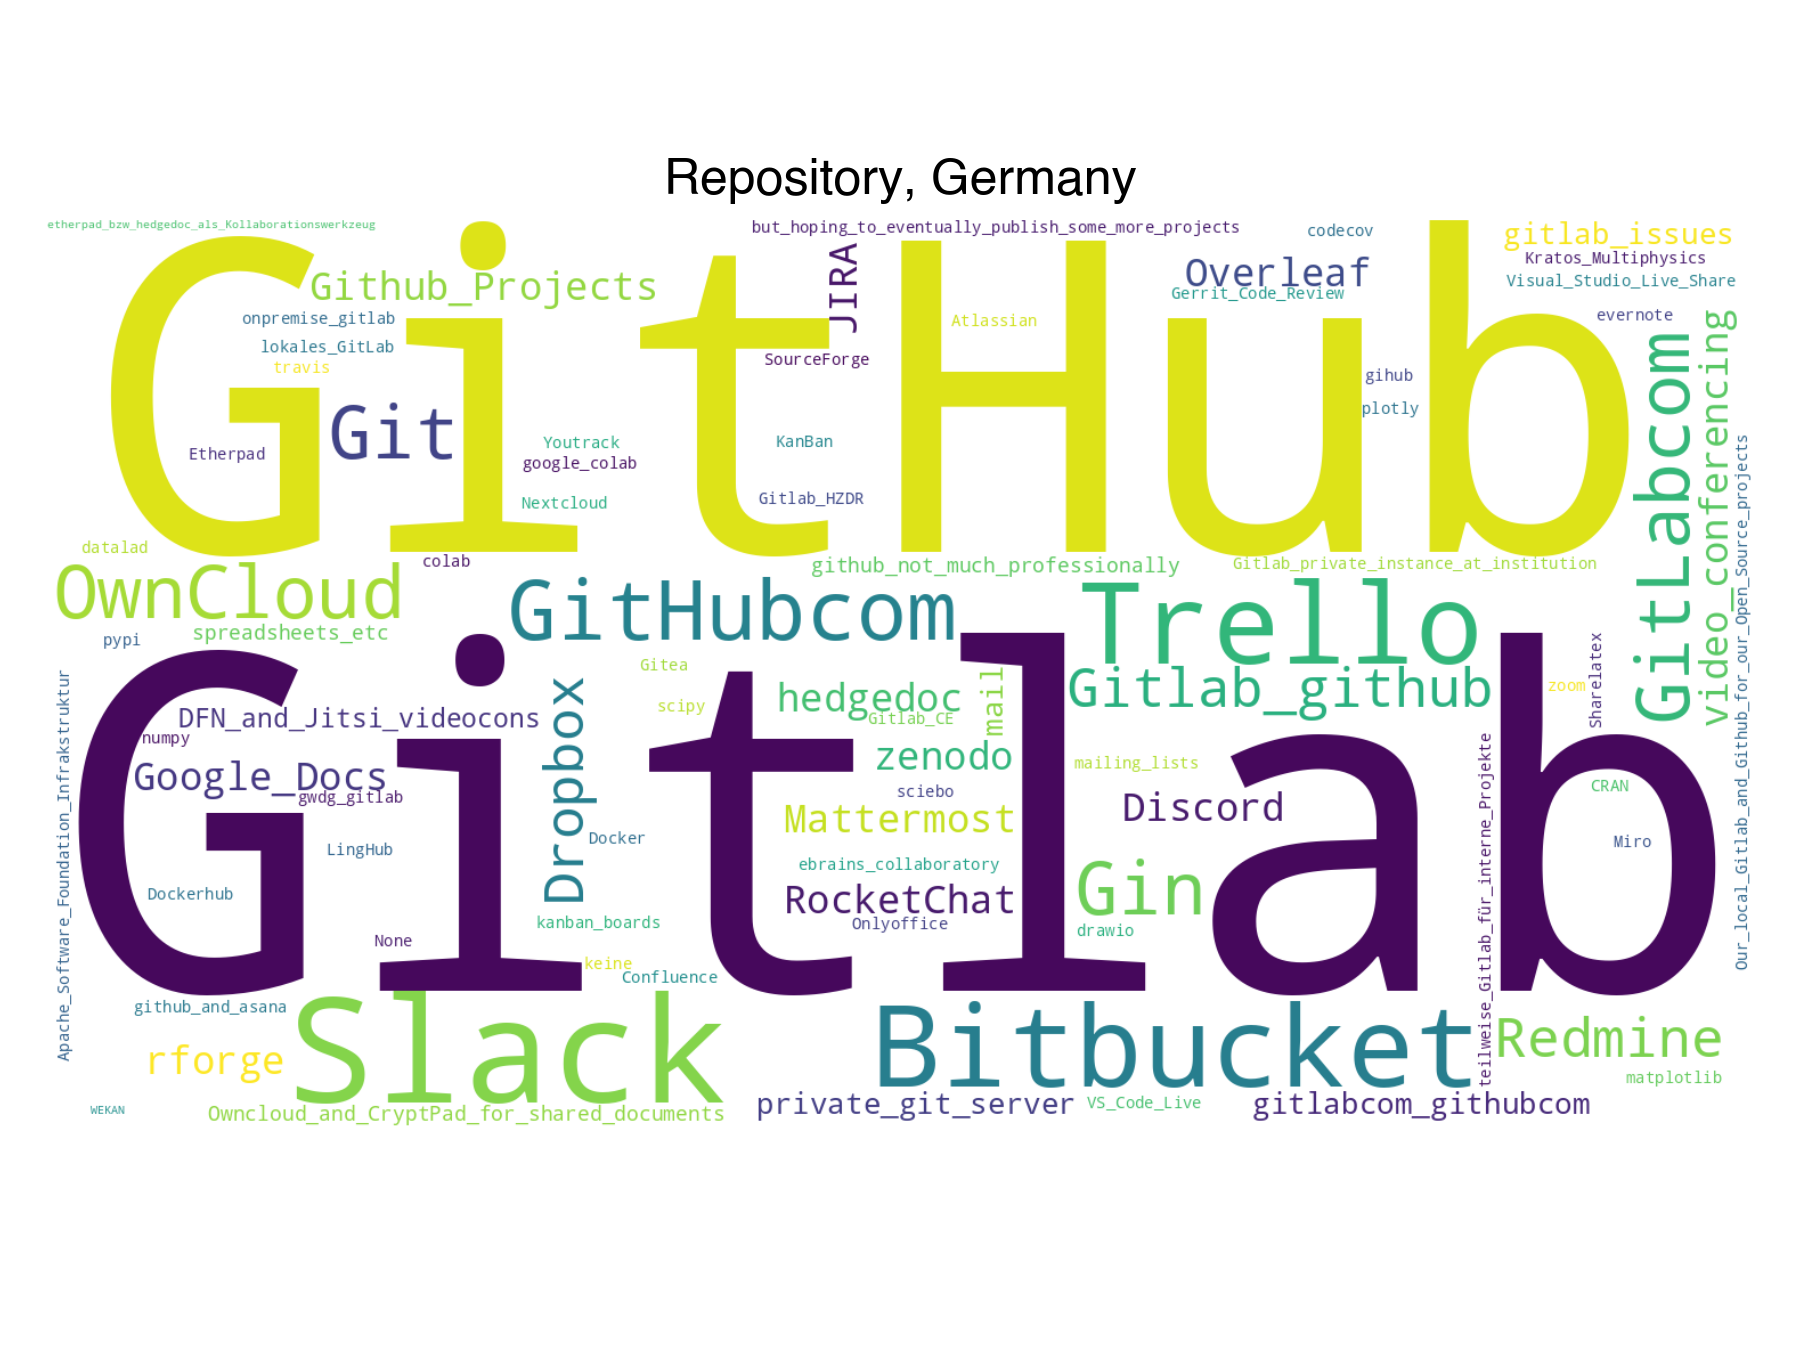 Repository, Germany
etherpad_bzw_hedgedoc_als_Kollaborationswerkzeug
but_hoping_to_eventually_publish_some_more_projects
codecov
gitlab_issues
Kratos_Multiphysics
Visual_Studio_Live_Share
Github_Projects
JIRA
Overleaf
Gerrit_Code_Review
evernote
onpremise_gitlab
Atlassian
lokales_GitLab
SourceForge
travis
GitHub
gihub
plotly
GitLabcom
video_conferencing
Our_local_Gitlab_and_Github_for_our_Open_Source_projects
Git
Etherpad
Youtrack
google_colab
KanBan
Nextcloud
Gitlab_HZDR
datalad
colab
github_not_much_professionally
Gitlab_private_instance_at_institution
OwnCloud
GitHubcom
Trello
pypi
spreadsheets_etc
Gitea
scipy
Dropbox
hedgedoc
mail
Gitlab_github
zoom
Sharelatex
Gitlab_CE
DFN_and_Jitsi_videocons
numpy
Apache_Software_Foundation_Infrakstruktur
zenodo
mailing_lists
teilweise_Gitlab_für_interne_Projekte
Google_Docs
gwdg_gitlab
sciebo
Discord
CRAN
Gitlab
Mattermost
Docker
LingHub
Miro
ebrains_collaboratory
Dockerhub
RocketChat
Gin
kanban_boards
Onlyoffice
drawio
None
keine
Confluence
github_and_asana
Slack
Bitbucket
Redmine
rforge
matplotlib
WEKAN
Owncloud_and_CryptPad_for_shared_documents
private_git_server
VS_Code_Live
gitlabcom_githubcom